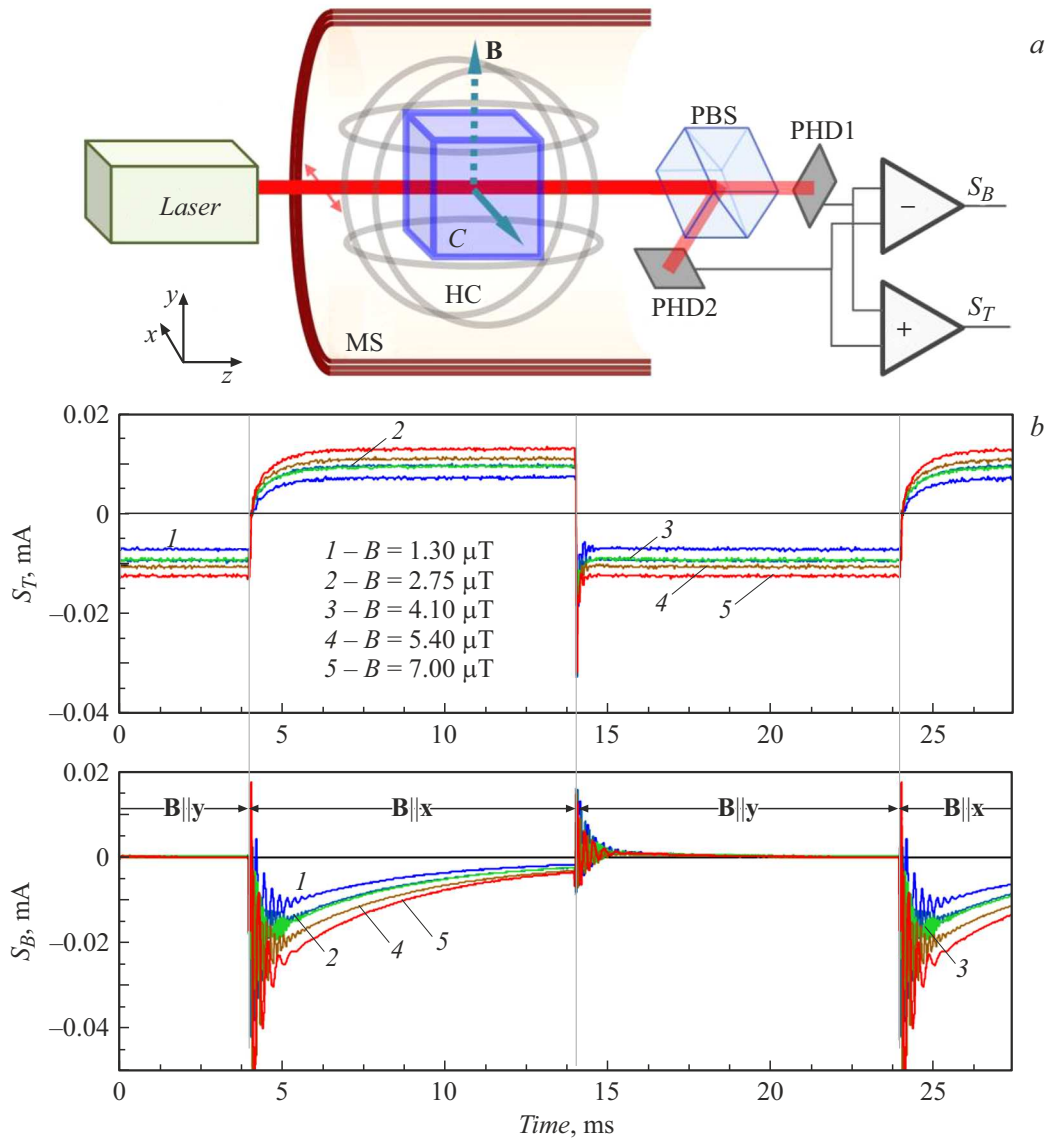 a
B
PBS
PHD1
Laser
C
S_B
−
HC
PHD2
y
x
z
MS
S_T
+
b
0.02
0
−0.02
−0.04
S_T, mA
1
2
3
4
5
1 – B = 1.30 μT
2 – B = 2.75 μT
3 – B = 4.10 μT
4 – B = 5.40 μT
5 – B = 7.00 μT
0 5 10 15 20 25
0.02
0
−0.02
−0.04
S_B, mA
B||y B||x B||y B||x
1
2
4
5
3
0 5 10 15 20 25
Time, ms